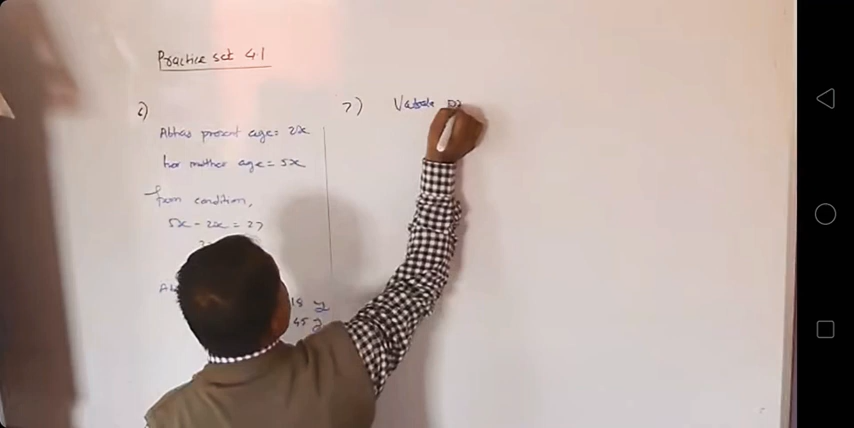 Practice set 4.1
6)
Abhas present age = 2x
her mother age = 5x
from condition,
5x - 2x = 27
18 y
45 y
7)